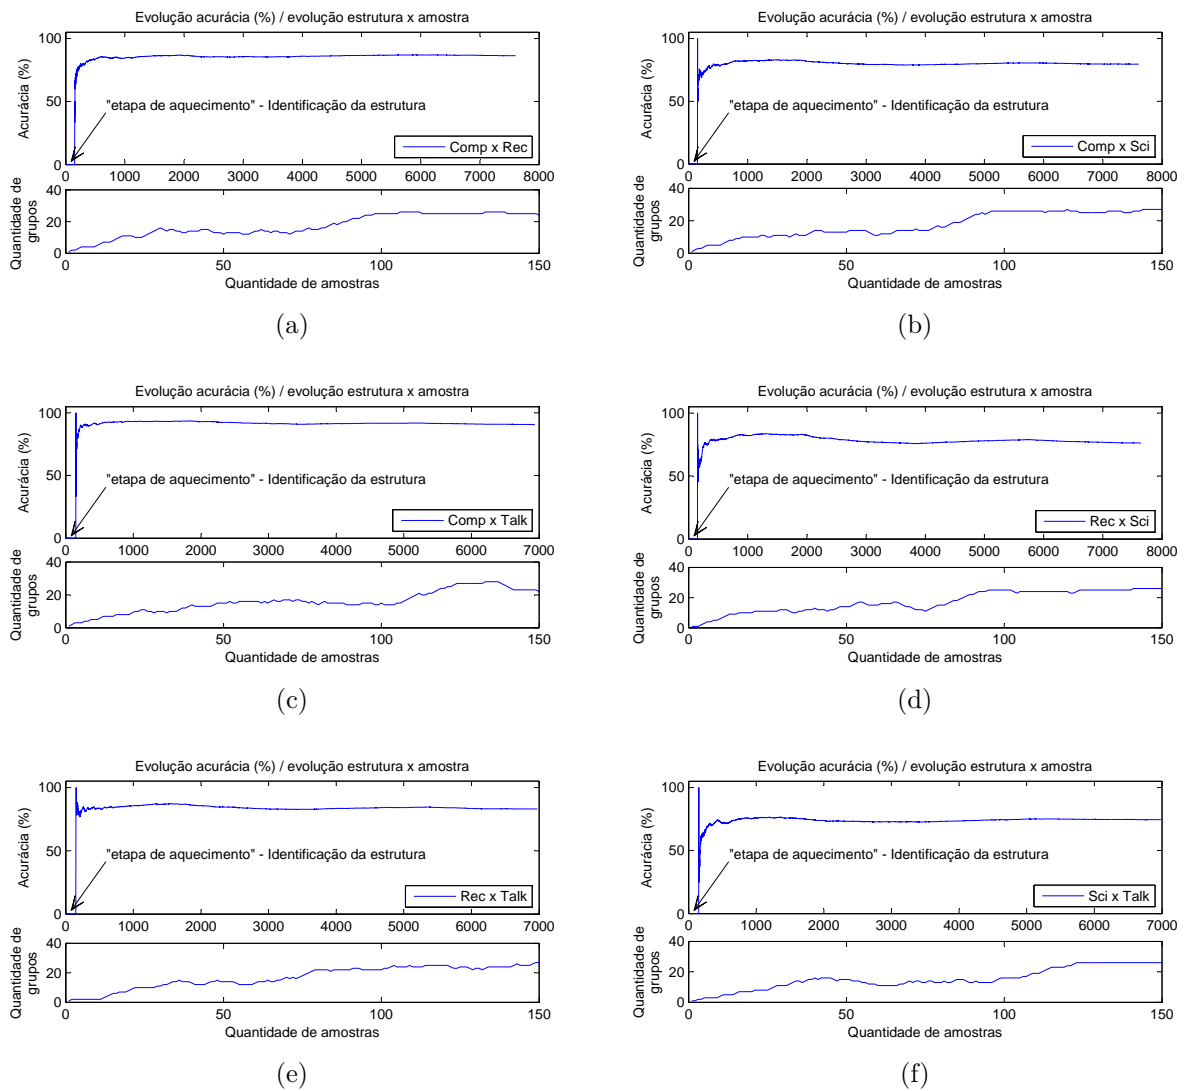 Evolução acurácia (%) / evolução estrutura x amostra
100
50
0
Acurácia (%)
"etapa de aquecimento" - Identificação da estrutura
Comp x Rec
0 1000 2000 3000 4000 5000 6000 7000 8000
40
20
0
Quantidade de
grupos
0 50 100 150
Quantidade de amostras
(a)
Evolução acurácia (%) / evolução estrutura x amostra
100
50
0
Acurácia (%)
"etapa de aquecimento" - Identificação da estrutura
Comp x Sci
0 1000 2000 3000 4000 5000 6000 7000 8000
40
20
0
Quantidade de
grupos
0 50 100 150
Quantidade de amostras
(b)
Evolução acurácia (%) / evolução estrutura x amostra
100
50
0
Acurácia (%)
"etapa de aquecimento" - Identificação da estrutura
Comp x Talk
0 1000 2000 3000 4000 5000 6000 7000
40
20
0
Quantidade de
grupos
0 50 100 150
Quantidade de amostras
(c)
Evolução acurácia (%) / evolução estrutura x amostra
100
50
0
Acurácia (%)
"etapa de aquecimento" - Identificação da estrutura
Rec x Sci
0 1000 2000 3000 4000 5000 6000 7000 8000
40
20
0
Quantidade de
grupos
0 50 100 150
Quantidade de amostras
(d)
Evolução acurácia (%) / evolução estrutura x amostra
100
50
0
Acurácia (%)
"etapa de aquecimento" - Identificação da estrutura
Rec x Talk
0 1000 2000 3000 4000 5000 6000 7000
40
20
0
Quantidade de
grupos
0 50 100 150
Quantidade de amostras
(e)
Evolução acurácia (%) / evolução estrutura x amostra
100
50
0
Acurácia (%)
"etapa de aquecimento" - Identificação da estrutura
Sci x Talk
0 1000 2000 3000 4000 5000 6000 7000
40
20
0
Quantidade de
grupos
0 50 100 150
Quantidade de amostras
(f)